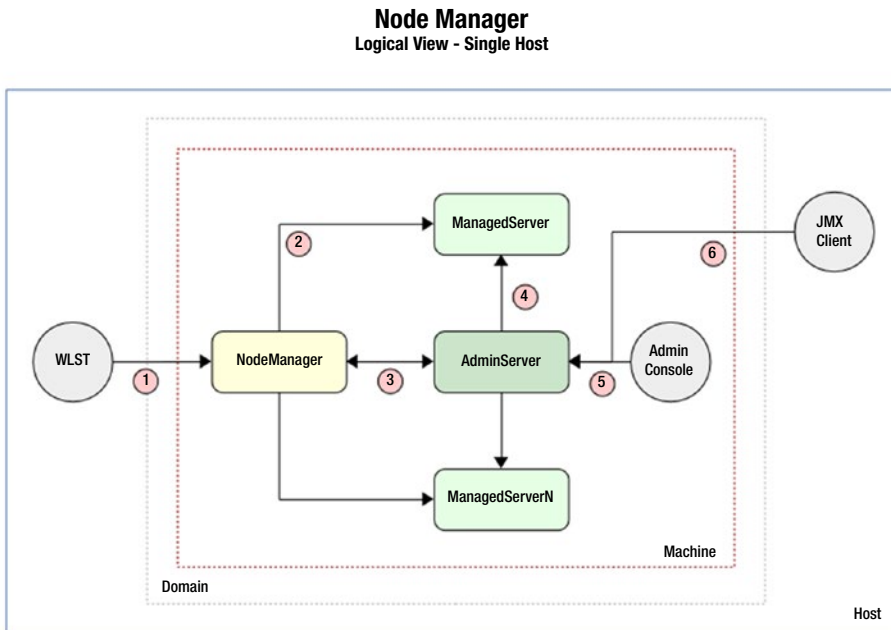 Node Manager
Logical View - Single Host
ManagedServer
JMX
Client
2
6
4
WLST
NodeManager
AdminServer
Admin
Console
1
3
5
ManagedServerN
Machine
Domain
Host